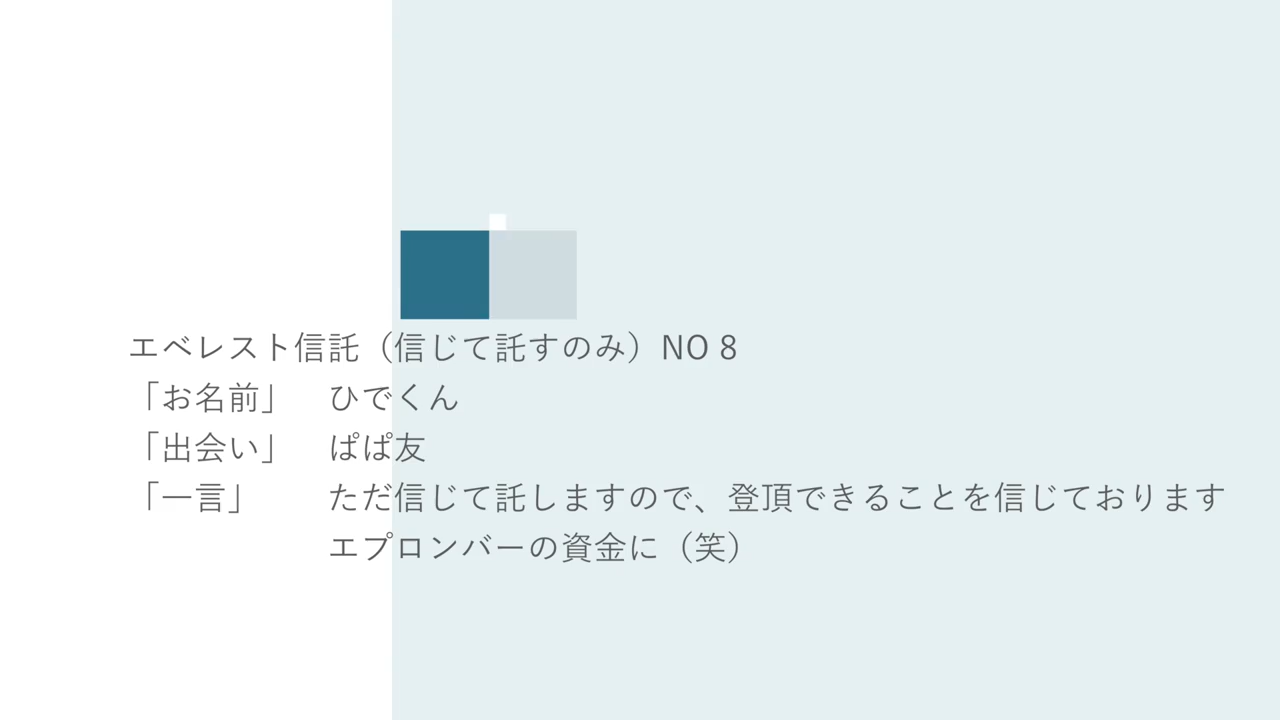 エベレスト信託（信じて託すのみ）NO 8
「お名前」　ひでくん
「出会い」　ぱぱ友
「一言」　　ただ信じて託しますので、登頂できることを信じております
エプロンバーの資金に（笑）